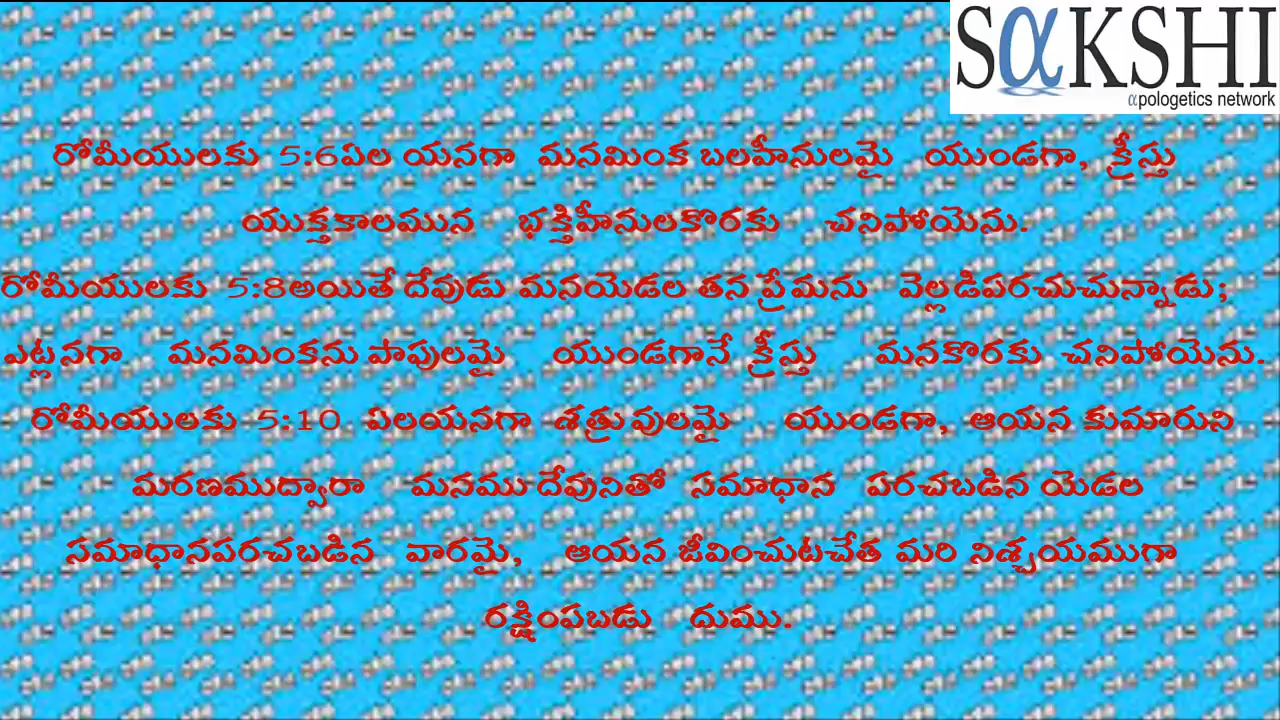 SαKSHI
αpologetics network
రోమీయులకు 5:6ఏల యనగా మనమింక బలహీనులమై యుండగా, క్రీస్తు
యుక్తకాలమున భక్తిహీనులకొరకు చనిపోయెను.
రోమీయులకు 5:8అయితే దేవుడు మనయెడల తన ప్రేమను వెల్లడిపరచుచున్నాడు;
ఎట్లనగా మనమింకను పాపులమై యుండగానే క్రీస్తు మనకొరకు చనిపోయెను.
రోమీయులకు 5:10 ఏలయనగా శత్రువులమై యుండగా, ఆయన కుమారుని
మరణముద్వారా మనము దేవునితో సమాధాన పరచబడిన యెడల
సమాధానపరచబడిన వారమై, ఆయన జీవించుటచేత మరి నిశ్చయముగా
రక్షింపబడు దుము.